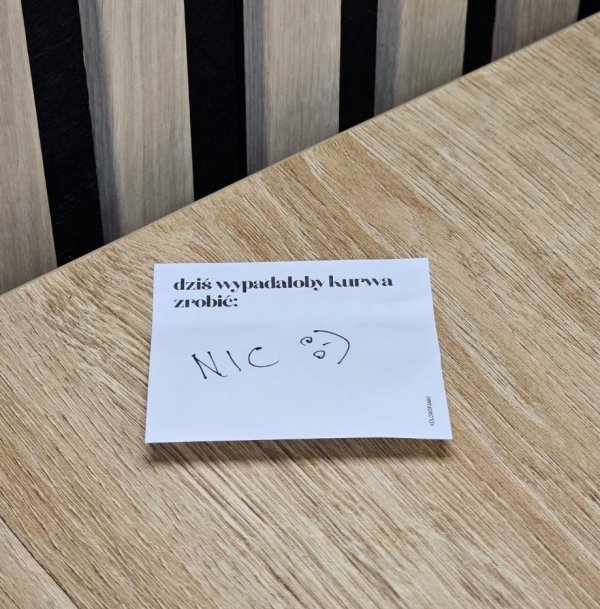 dziś wypadałoby kurwa
zrobić:
NIC :-)